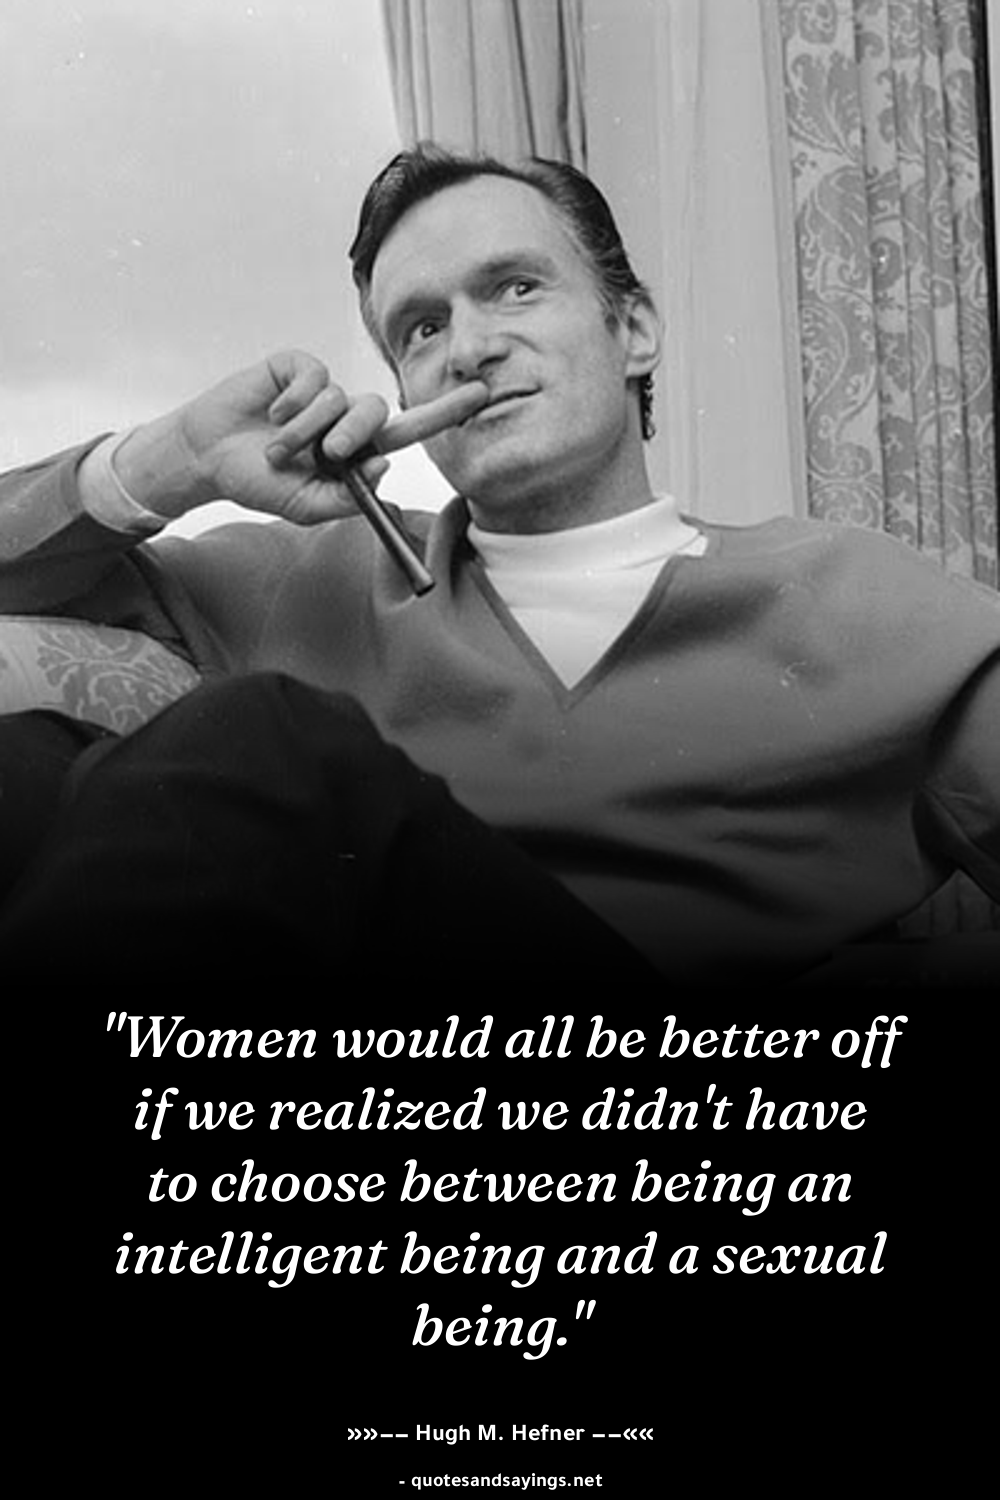 "Women would all be better off
if we realized we didn't have
to choose between being an
intelligent being and a sexual
being."
»»–– Hugh M. Hefner ––««
- quotesandsayings.net